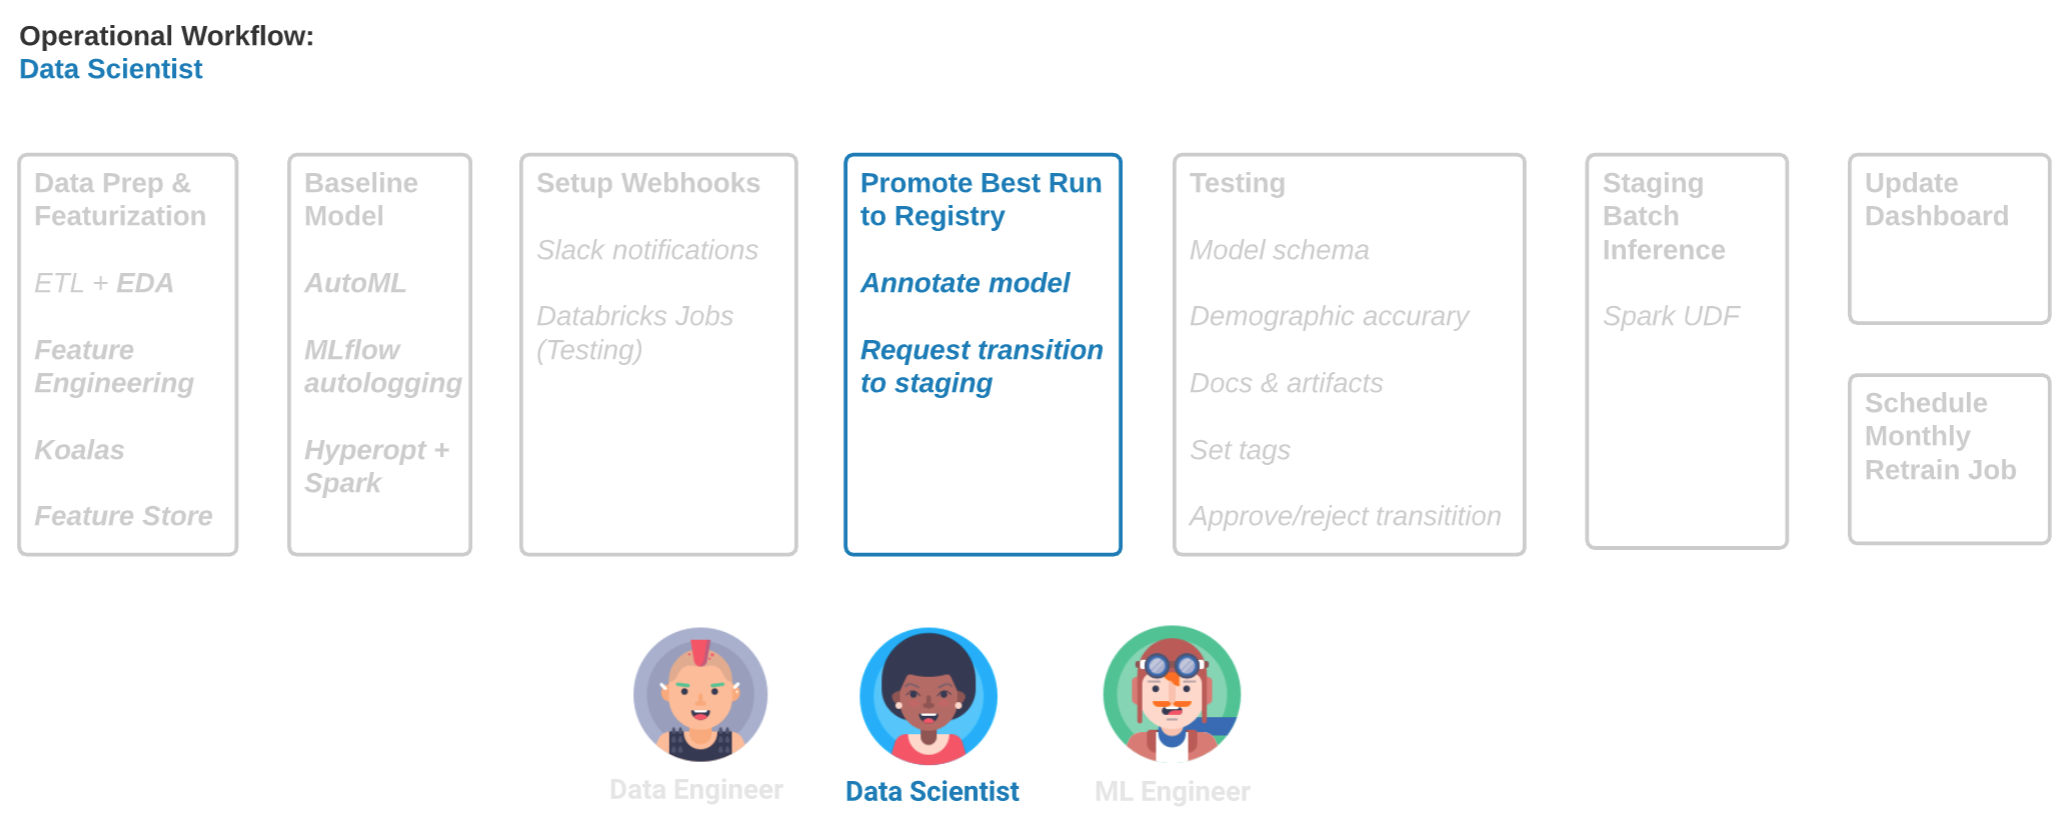 Operational Workflow:
Data Scientist
Data Prep &
Featurization
ETL + EDA
Feature
Engineering
Koalas
Feature Store
Baseline
Model
AutoML
MLflow
autologging
Hyperopt +
Spark
Setup Webhooks
Slack notifications
Databricks Jobs
(Testing)
Promote Best Run
to Registry
Annotate model
Request transition
to staging
Testing
Model schema
Demographic accurary
Docs & artifacts
Set tags
Approve/reject transitition
Staging
Batch
Inference
Spark UDF
Update
Dashboard
Schedule
Monthly
Retrain Job
Data Engineer
Data Scientist
ML Engineer